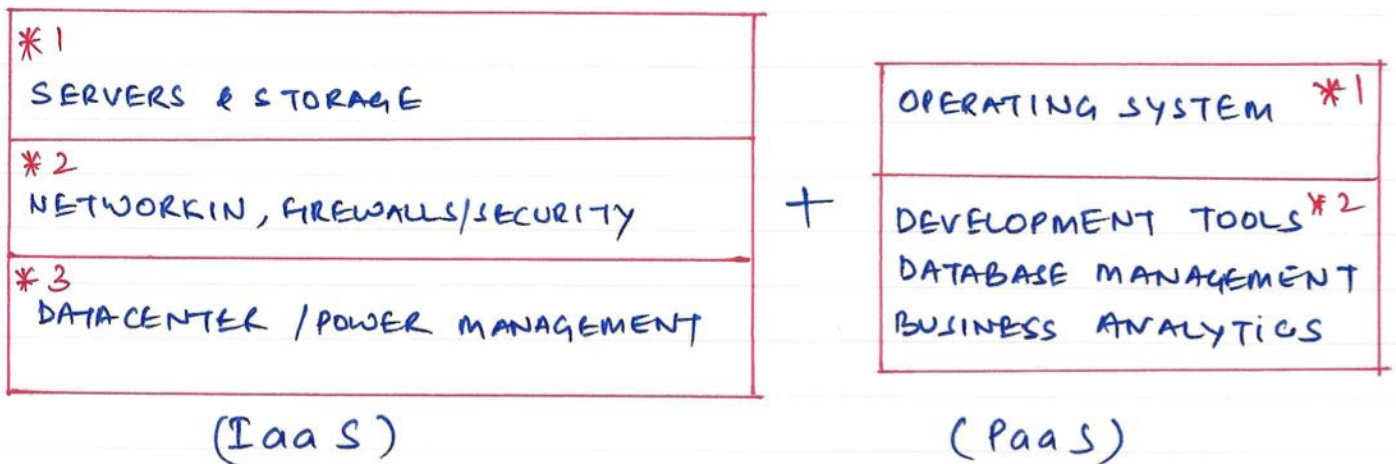 *1
SERVERS & STORAGE
*2
NETWORKIN, FIREWALLS/SECURITY
*3
DATACENTER / POWER MANAGEMENT
(IaaS)
+
OPERATING SYSTEM *1
DEVELOPMENT TOOLS *2
DATABASE MANAGEMENT
BUSINESS ANALYTICS
(PaaS)